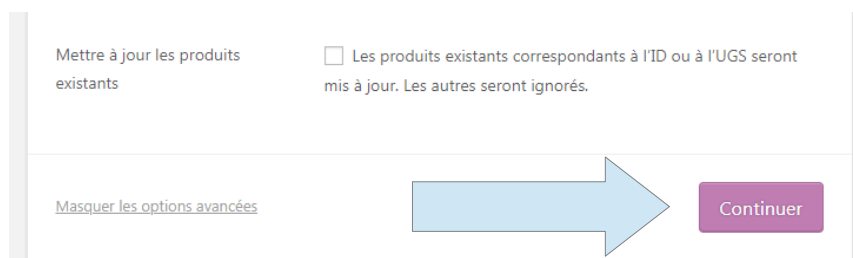 Mettre à jour les produits
existants
Les produits existants correspondants à l'ID ou à l'UGS seront
mis à jour. Les autres seront ignorés.
Masquer les options avancées
Continuer